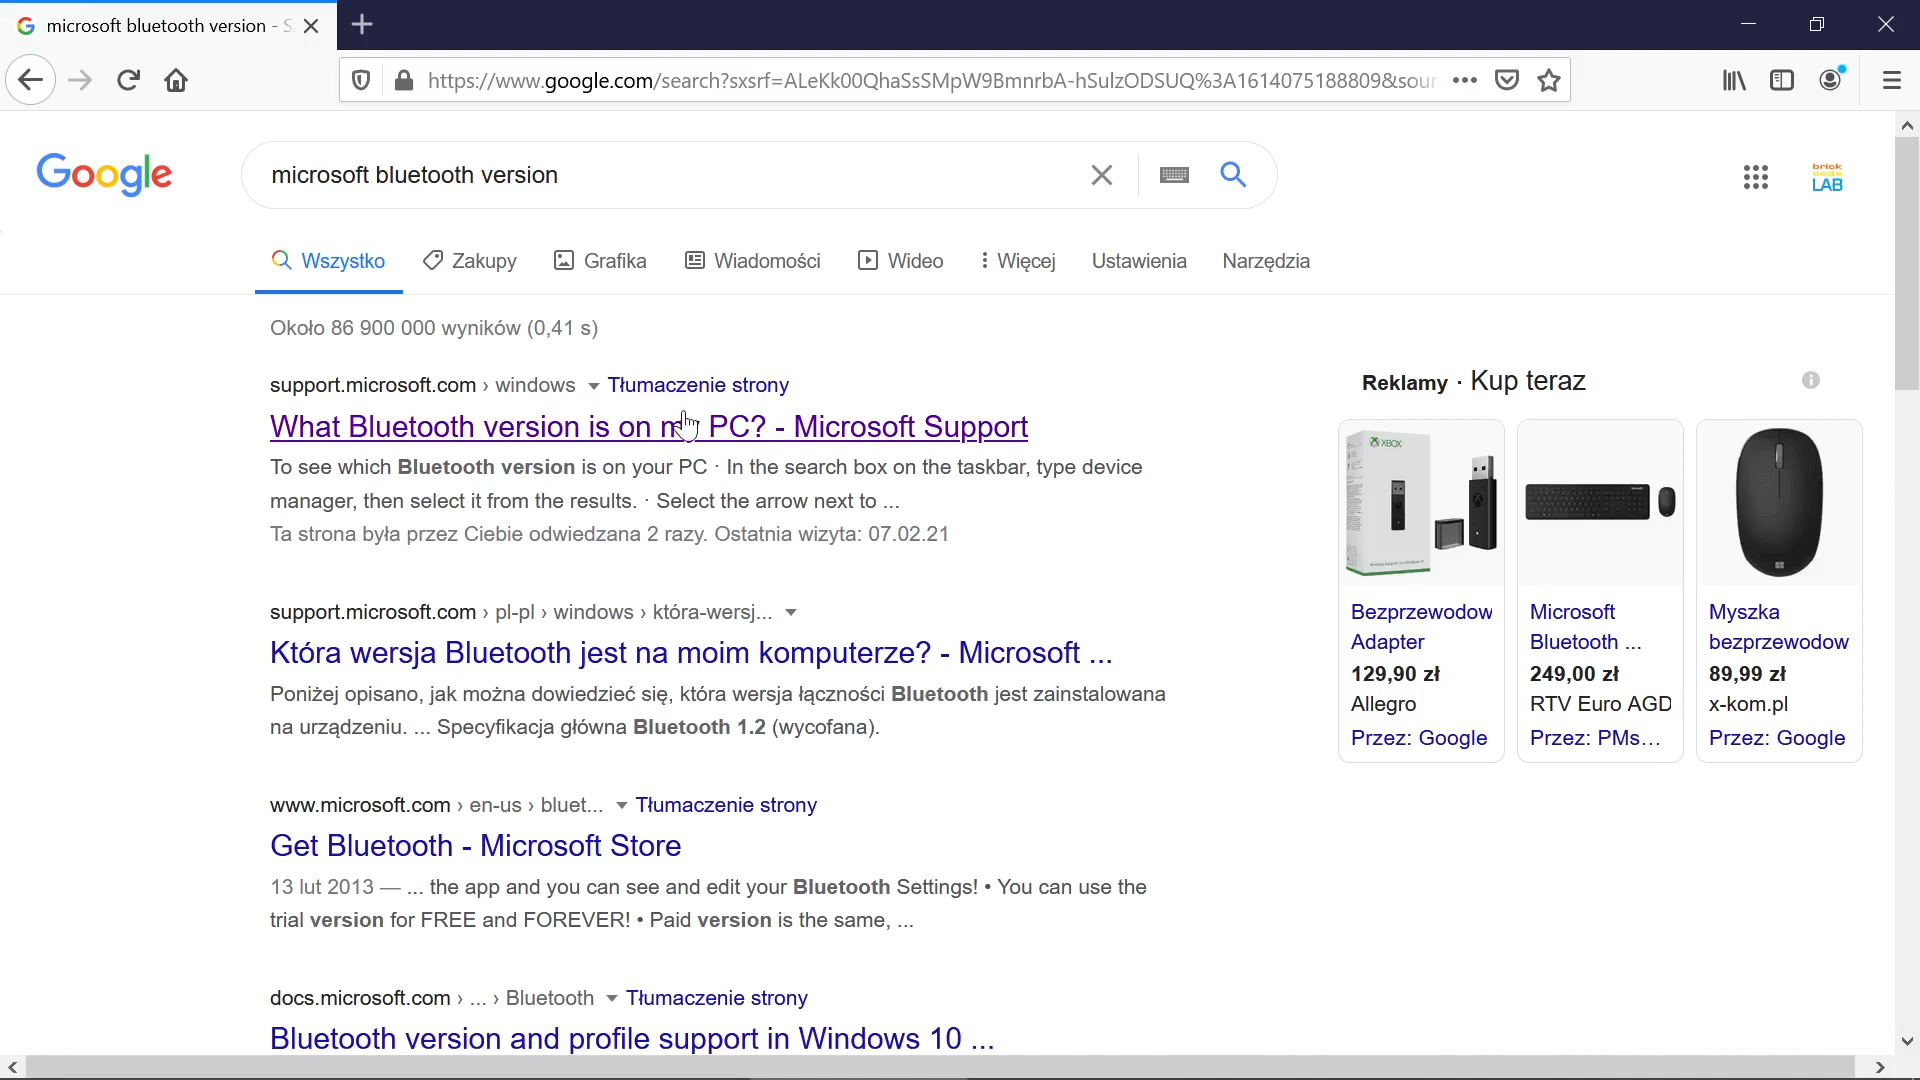 microsoft bluetooth version - S
https://www.google.com/search?sxsrf=ALeKk00QhaSsSMpW9BmnrbA-hSulzODSUQ%3A1614075188809&sour
Google
microsoft bluetooth version
brick
LAB
Wszystko Zakupy Grafika Wiadomości Wideo Więcej Ustawienia Narzędzia
Około 86 900 000 wyników (0,41 s)
support.microsoft.com › windows Tłumaczenie strony
What Bluetooth version is on PC? - Microsoft Support
To see which Bluetooth version is on your PC · In the search box on the taskbar, type device
manager, then select it from the results. · Select the arrow next to ...
Ta strona była przez Ciebie odwiedzana 2 razy. Ostatnia wizyta: 07.02.21
support.microsoft.com › pl-pl › windows › która-wersj...
Która wersja Bluetooth jest na moim komputerze? - Microsoft ...
Poniżej opisano, jak można dowiedzieć się, która wersja łączności Bluetooth jest zainstalowana
na urządzeniu. ... Specyfikacja główna Bluetooth 1.2 (wycofana).
www.microsoft.com › en-us › bluet... Tłumaczenie strony
Get Bluetooth - Microsoft Store
13 lut 2013 — ... the app and you can see and edit your Bluetooth Settings! • You can use the
trial version for FREE and FOREVER! • Paid version is the same, ...
docs.microsoft.com › ... › Bluetooth Tłumaczenie strony
Bluetooth version and profile support in Windows 10 ...
Reklamy · Kup teraz
XBOX
Bezprzewodow
Adapter
129,90 zł
Allegro
Przez: Google
Microsoft
Bluetooth ...
249,00 zł
RTV Euro AGD
Przez: PMs...
Myszka
bezprzewodow
89,99 zł
x-kom.pl
Przez: Google